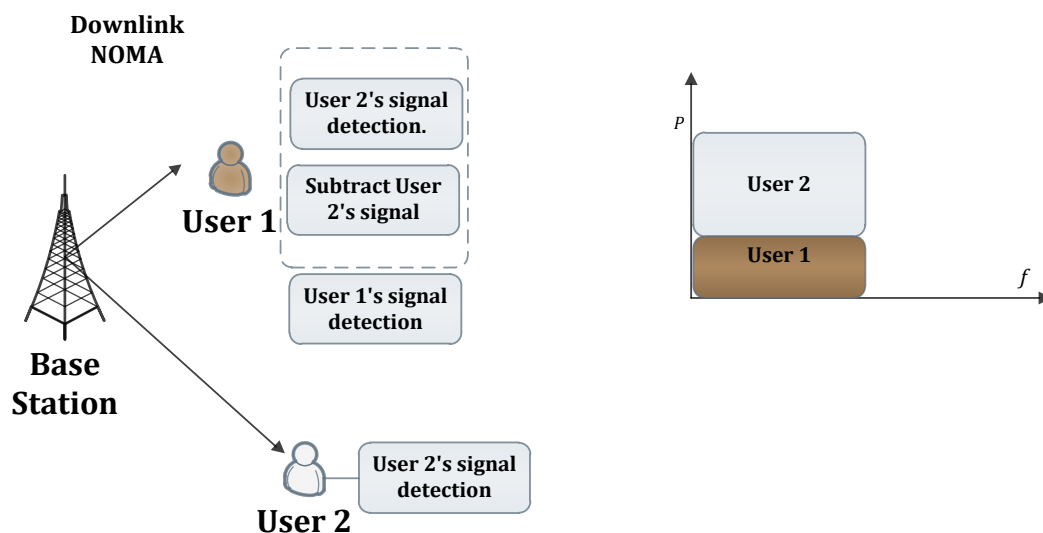 Downlink
NOMA
User 2's signal
detection.
Subtract User
2's signal
User 1
User 1's signal
detection
Base
Station
User 2's signal
detection
User 2
P
User 2
User 1
f